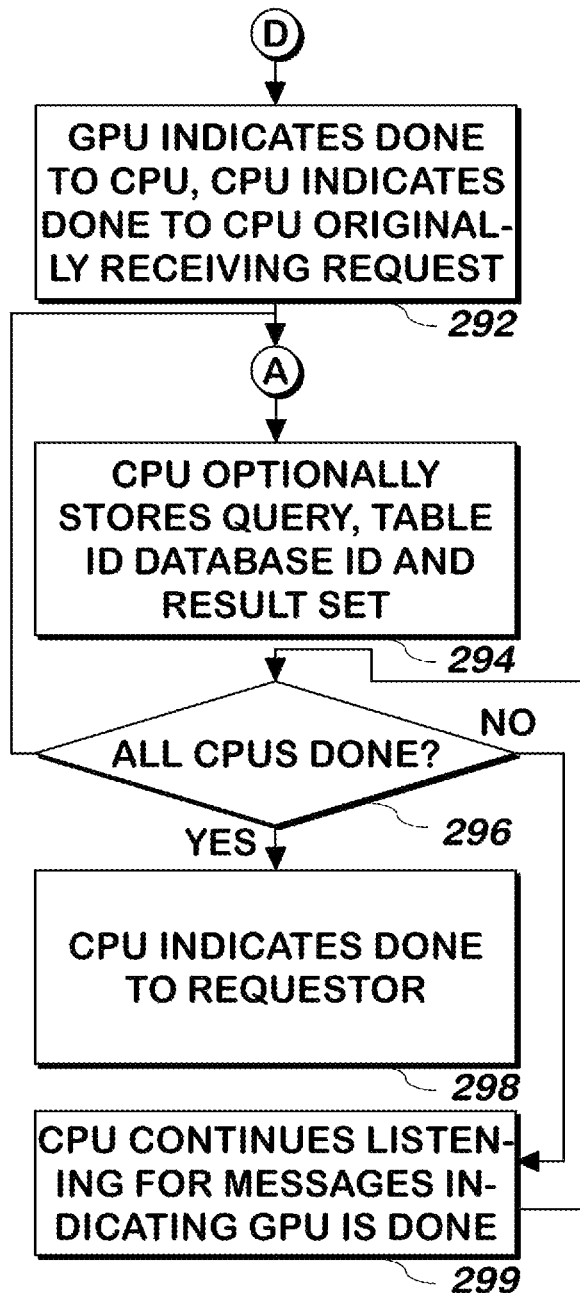 D
GPU INDICATES DONE
TO CPU, CPU INDICATES
DONE TO CPU ORIGINAL-
LY RECEIVING REQUEST
292
A
CPU OPTIONALLY
STORES QUERY, TABLE
ID DATABASE ID AND
RESULT SET
294
NO
ALL CPUS DONE?
296
YES
CPU INDICATES DONE
TO REQUESTOR
298
CPU CONTINUES LISTEN-
ING FOR MESSAGES IN-
DICATING GPU IS DONE
299